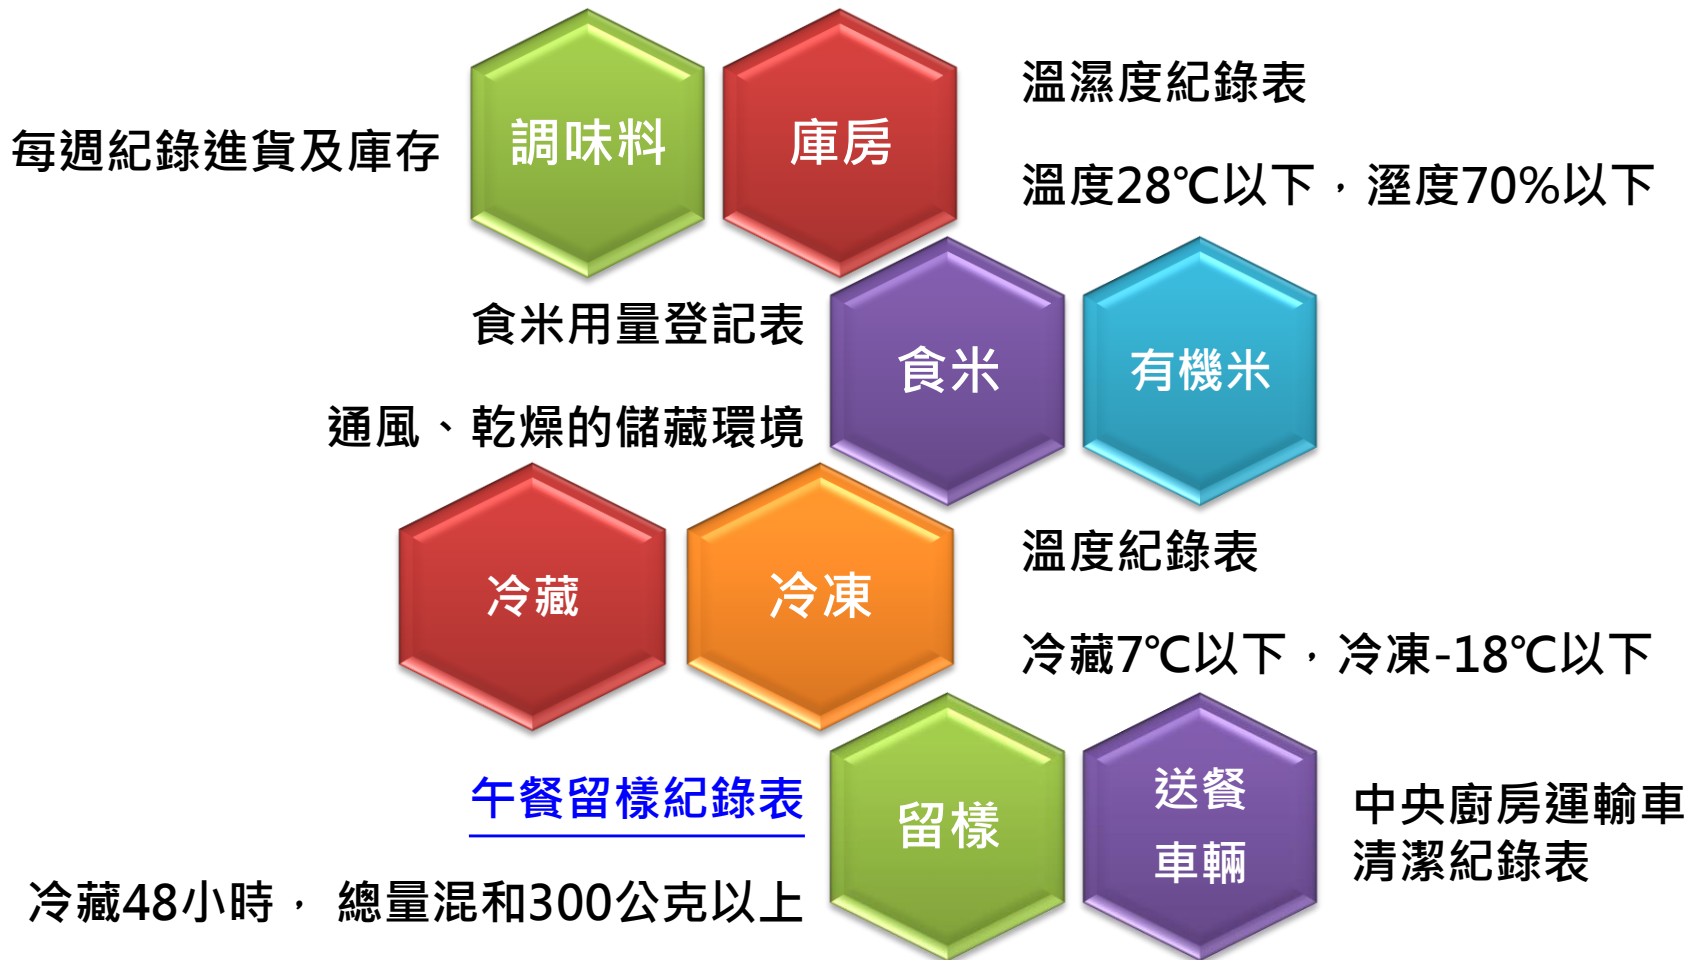 調味料
庫房
溫濕度紀錄表
每週紀錄進貨及庫存
溫度28℃以下，溼度70%以下
食米用量登記表
食米
有機米
通風、乾燥的儲藏環境
冷藏
冷凍
溫度紀錄表
冷藏7℃以下，冷凍-18℃以下
午餐留樣紀錄表
留樣
送餐
車輛
中央廚房運輸車
清潔紀錄表
冷藏48小時， 總量混和300公克以上